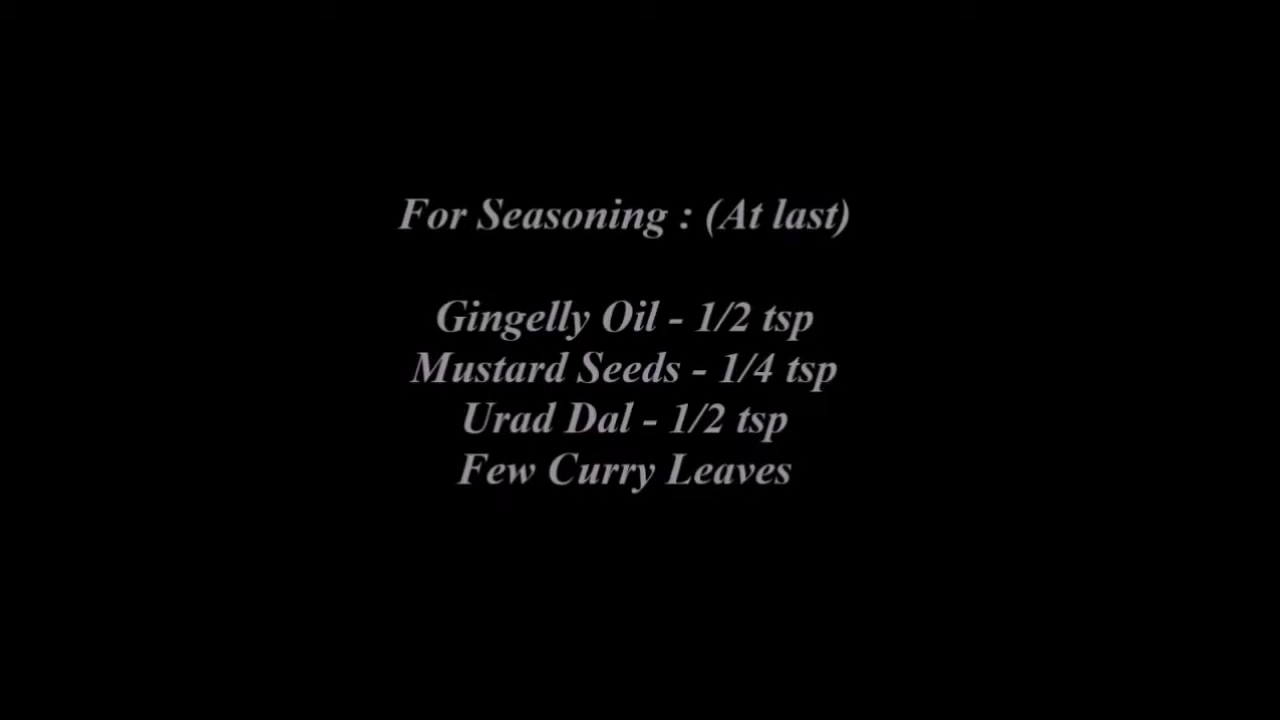 For Seasoning : (At last)
Gingelly Oil - 1/2 tsp
Mustard Seeds - 1/4 tsp
Urad Dal - 1/2 tsp
Few Curry Leaves